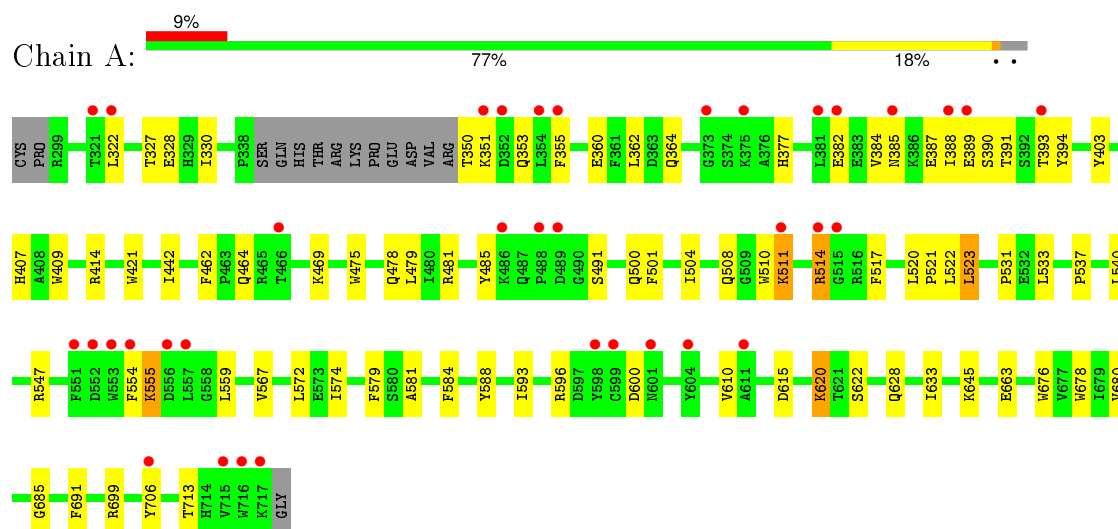 9%
Chain A:
77% 18% • •
CYS PRO R299 T321 L322 T327 E328 H329 I330 P338 SER GLN HIS THR ARG LYS PRO GLU ASP VAL ARG T350 K351 D352 Q353 L354 F355 E360 F361 L362 D363 Q364 G373 S374 K375 A376 H377 L381 E382 E383 V384 N385 K386 E387 I388 E389 S390 T391 S392 T393 Y394 Y403
H407 A408 W409 R414 W421 I442 F462 P463 Q464 R465 T466 K469 W475 Q478 L479 I480 R481 Y485 K486 Q487 P488 D489 G490 S491 Q500 F501 I504 Q508 G509 W510 K511 R514 G515 R516 F517 L520 P521 L522 L523 P531 E532 L533 P537 L540
R547 F551 D552 W553 F554 K555 D556 L557 G558 L559 V567 L572 E573 I574 F579 S580 A581 F584 Y588 I593 R596 D597 Y598 C599 D600 N601 Y604 V610 A611 D615 K620 T621 S622 Q628 I633 K645 E663 W676 V677 W678 I679 V680
G685 F691 R699 Y706 T713 H714 V715 W716 K717 GLY